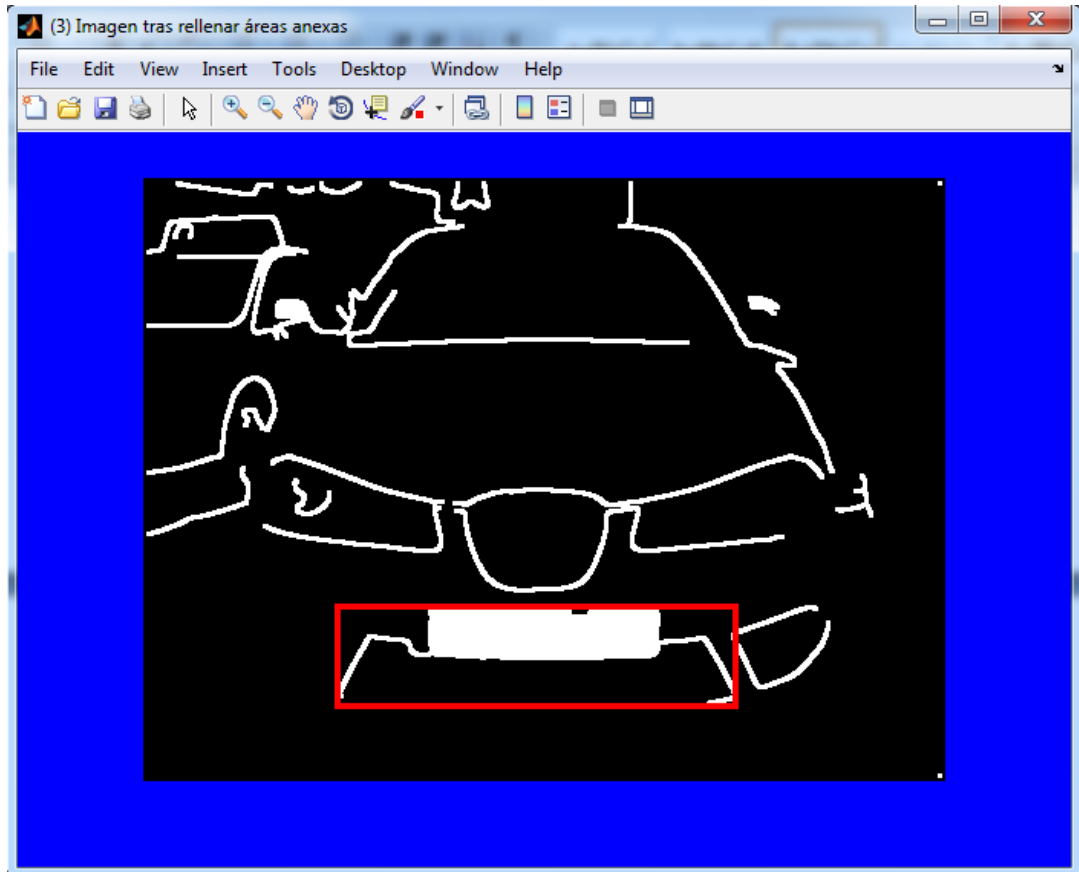 (3) Imagen tras rellenar áreas anexas
File Edit View Insert Tools Desktop Window Help